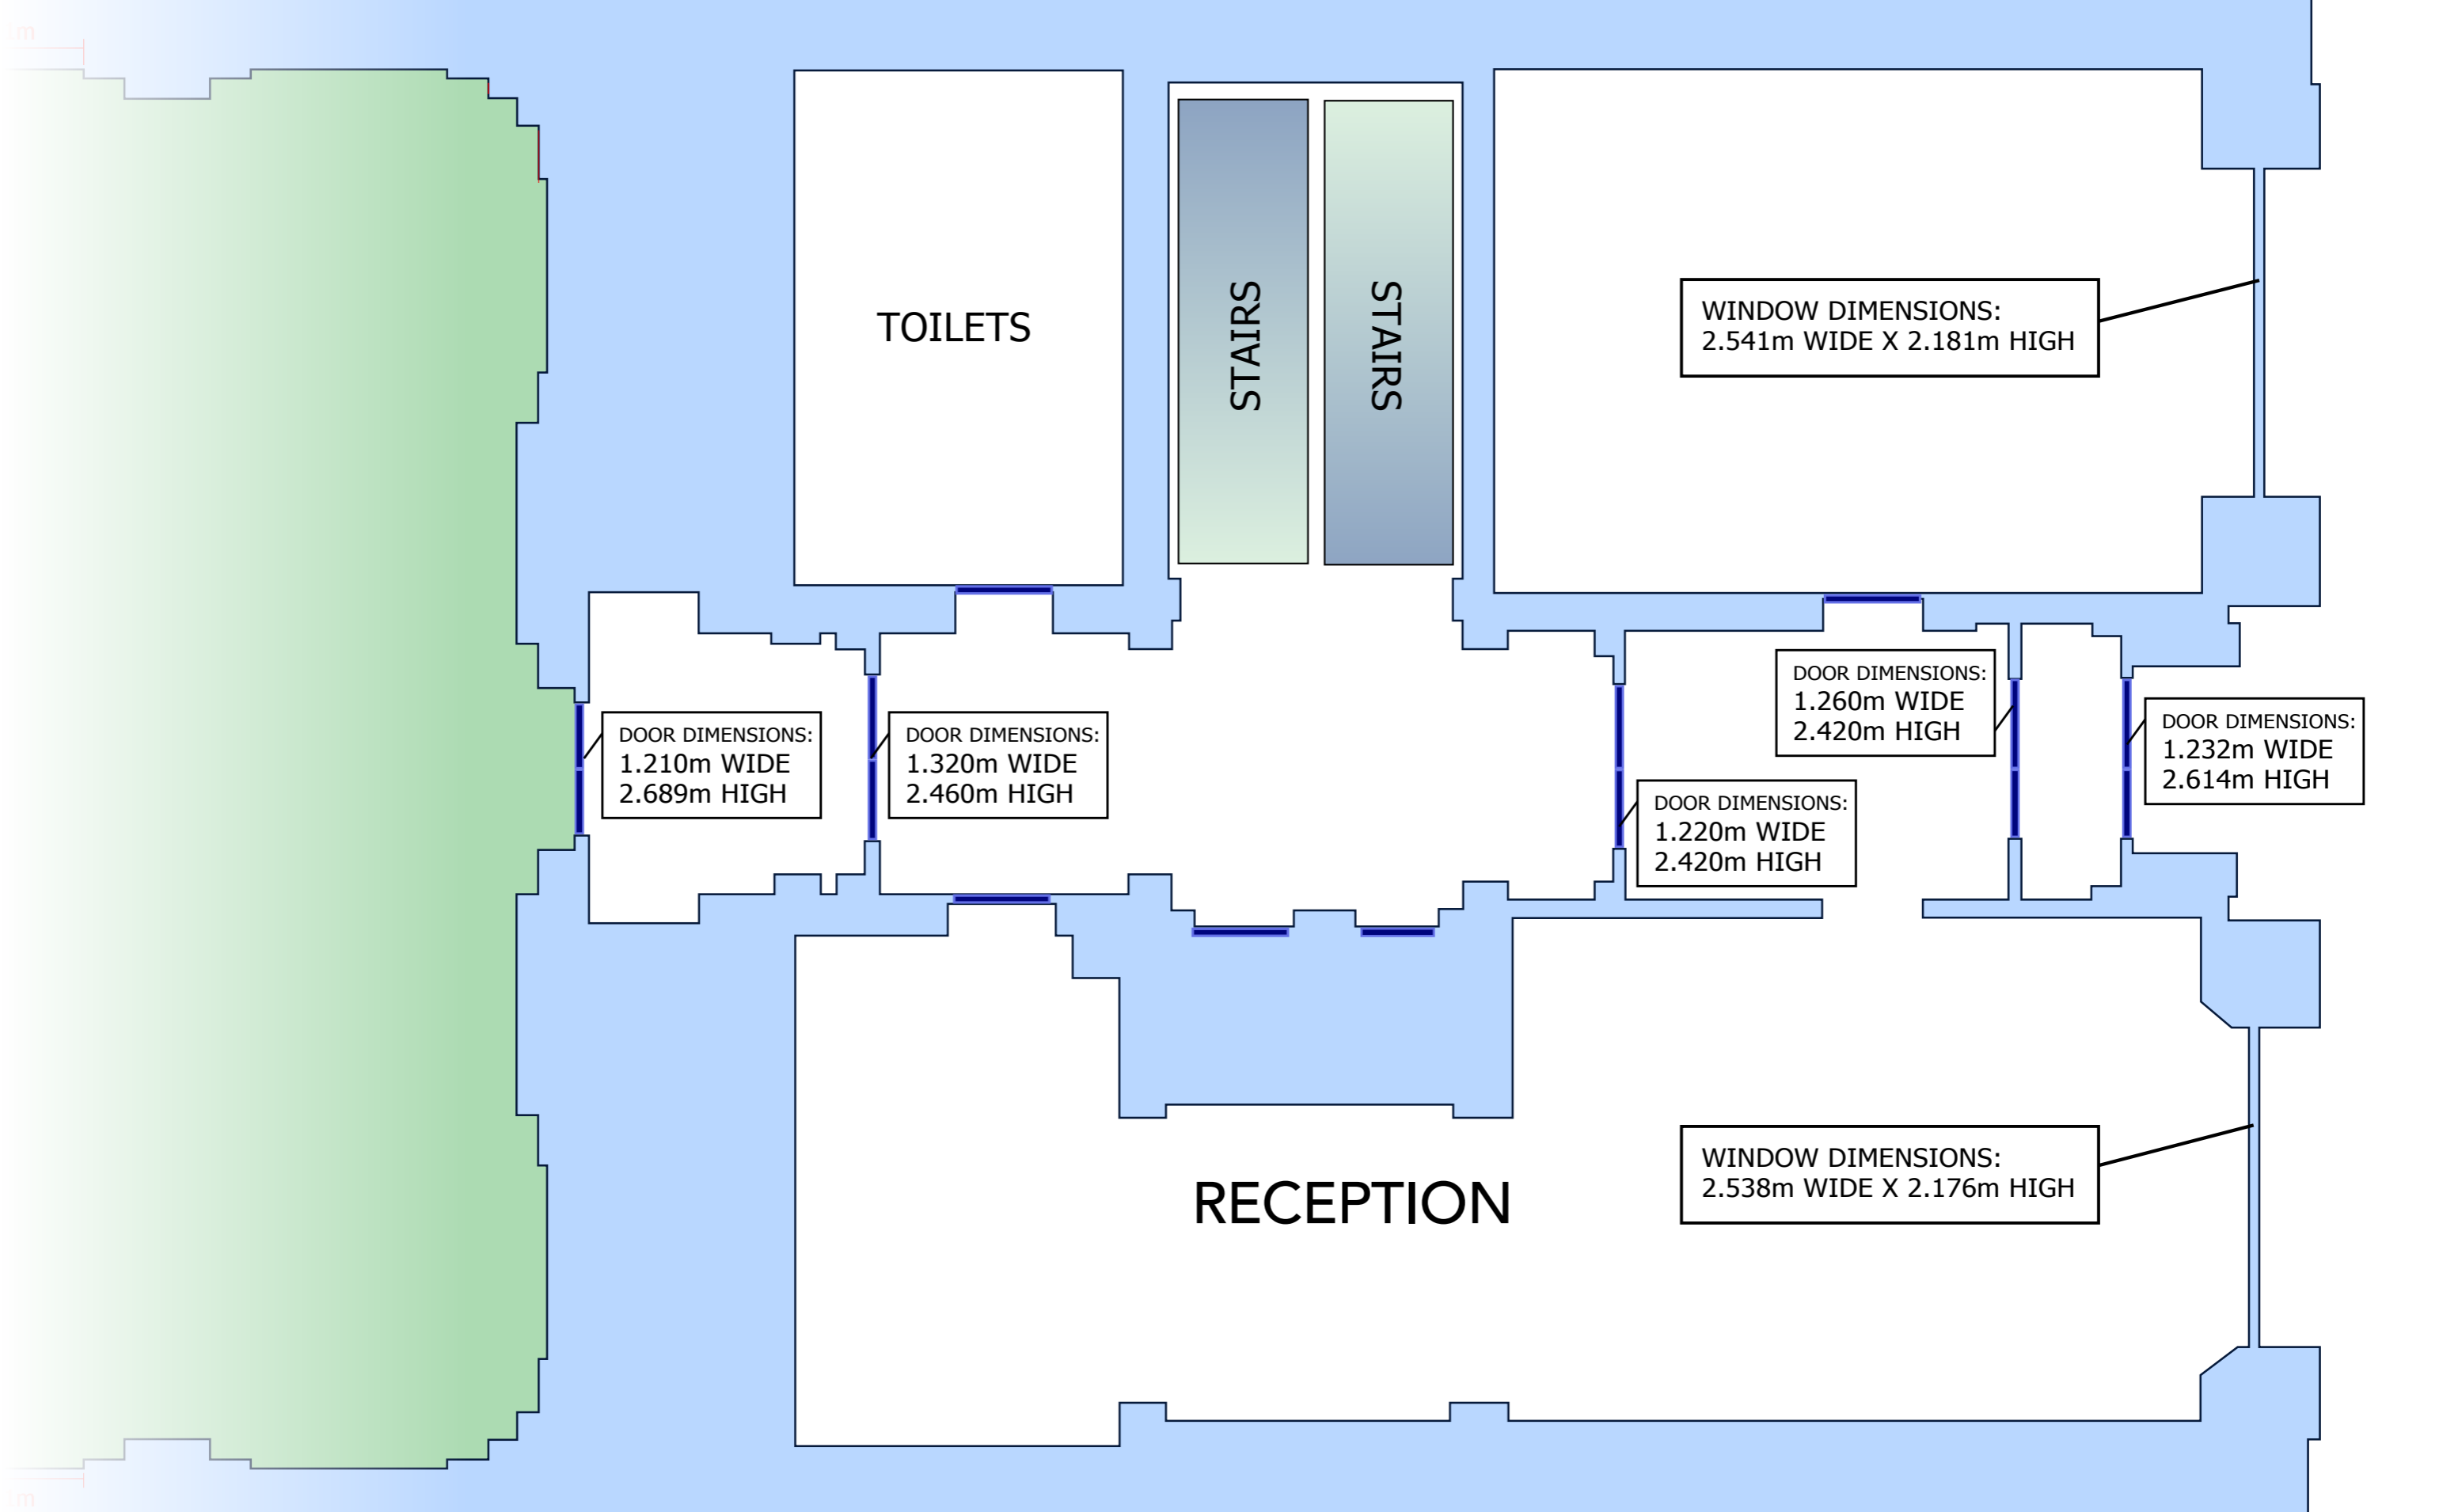 TOILETS
STAIRS
STAIRS
WINDOW DIMENSIONS:
2.541m WIDE X 2.181m HIGH
DOOR DIMENSIONS:
1.210m WIDE
2.689m HIGH
DOOR DIMENSIONS:
1.320m WIDE
2.460m HIGH
DOOR DIMENSIONS:
1.220m WIDE
2.420m HIGH
DOOR DIMENSIONS:
1.260m WIDE
2.420m HIGH
DOOR DIMENSIONS:
1.232m WIDE
2.614m HIGH
WINDOW DIMENSIONS:
2.538m WIDE X 2.176m HIGH
RECEPTION